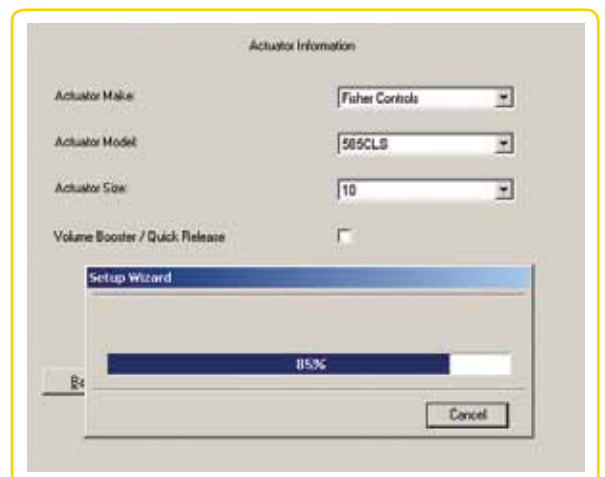 Actuator Information
Actuator Make: Fisher Controls
Actuator Model: 585CLS
Actuator Size: 10
Volume Booster / Quick Release
Setup Wizard
85%
Cancel